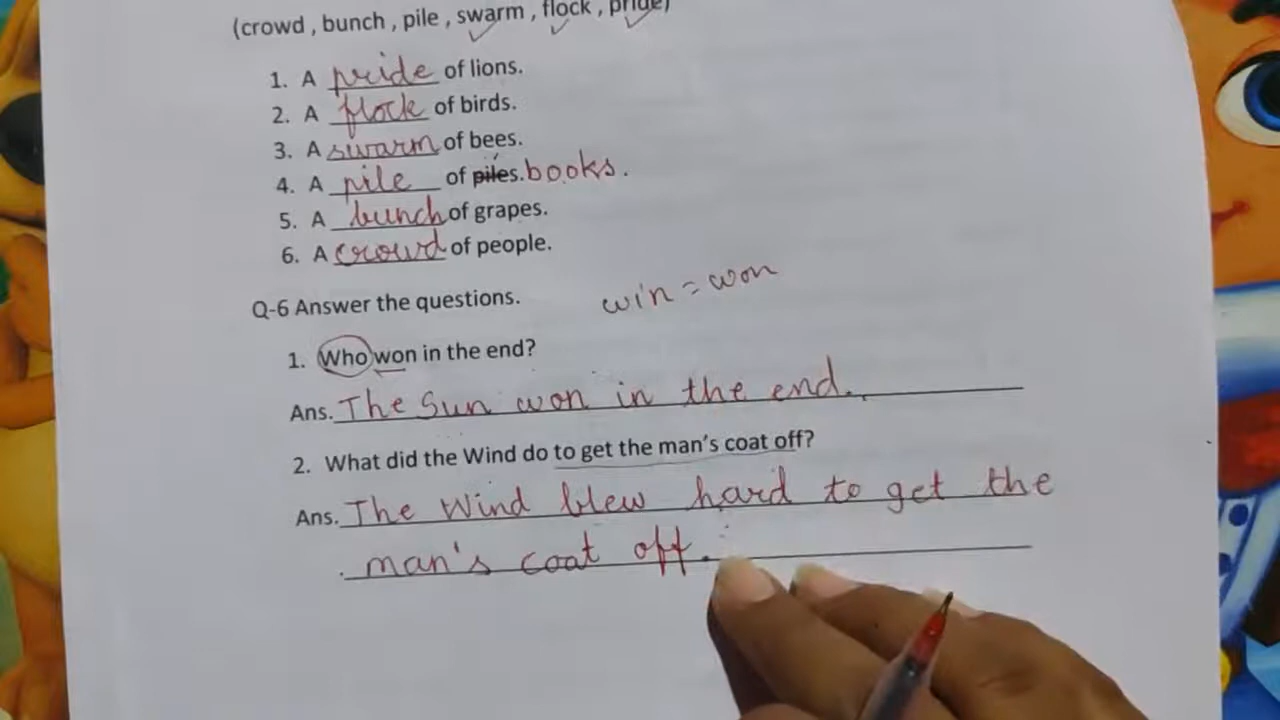 (crowd , bunch , pile , swarm , flock , pride)
1. A pride of lions.
2. A flock of birds.
3. A swarm of bees.
4. A pile of piles. books.
5. A bunch of grapes.
6. A crowd of people.
Q-6 Answer the questions.
win = won
1. Who won in the end?
Ans. The Sun won in the end.
2. What did the Wind do to get the man's coat off?
Ans. The Wind blew hard to get the
man's coat off.